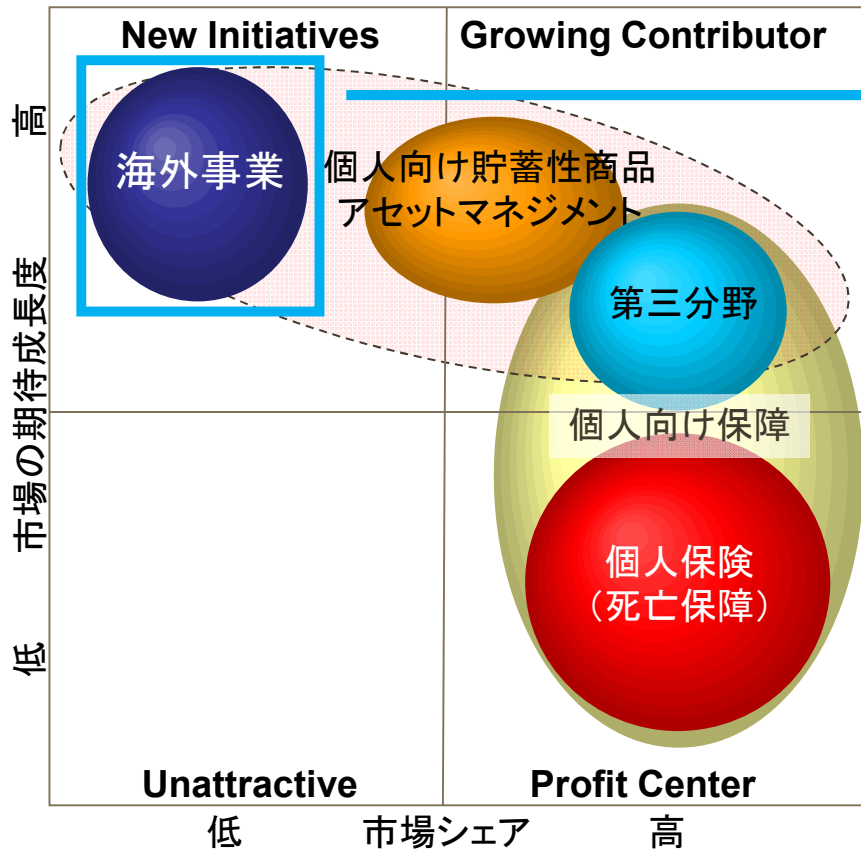 New Initiatives
Growing Contributor
高
海外事業
個人向け貯蓄性商品
アセットマネジメント
第三分野
市場の期待成長度
個人向け保障
個人保険
（死亡保障）
低
Unattractive
Profit Center
低
市場シェア
高